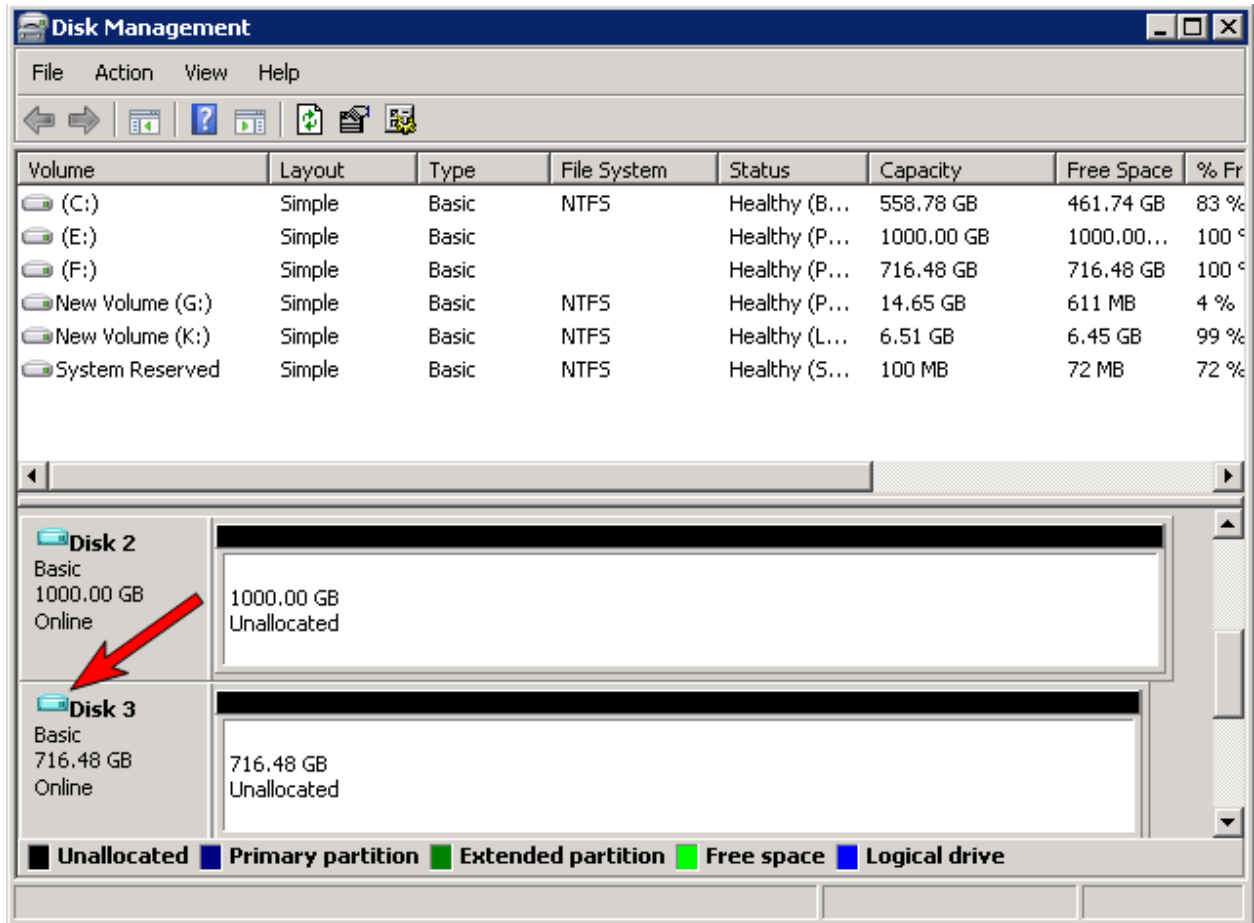 Disk Management
File Action View Help
Volume Layout Type File System Status Capacity Free Space % Fr
(C:) Simple Basic NTFS Healthy (B... 558.78 GB 461.74 GB 83 %
(E:) Simple Basic Healthy (P... 1000.00 GB 1000.00... 100 %
(F:) Simple Basic Healthy (P... 716.48 GB 716.48 GB 100 %
New Volume (G:) Simple Basic NTFS Healthy (P... 14.65 GB 611 MB 4 %
New Volume (K:) Simple Basic NTFS Healthy (L... 6.51 GB 6.45 GB 99 %
System Reserved Simple Basic NTFS Healthy (S... 100 MB 72 MB 72 %
Disk 2
Basic
1000.00 GB
Online
1000.00 GB
Unallocated
Disk 3
Basic
716.48 GB
Online
716.48 GB
Unallocated
Unallocated Primary partition Extended partition Free space Logical drive